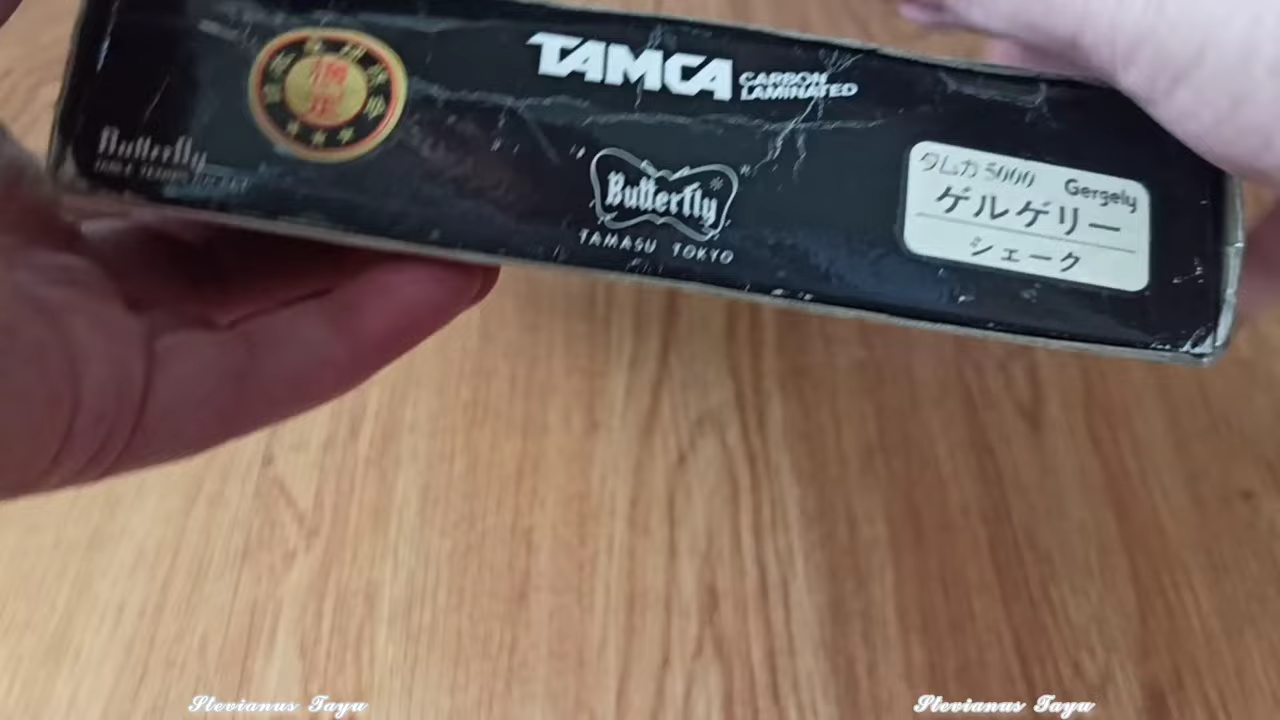 TAMCA CARBON LAMINATED
Butterfly
Butterfly
TAMASU TOKYO
タムカ 5000 Gergely
ゲルゲリー
シェーク
Stevianus Tayu
Stevianus Tayu